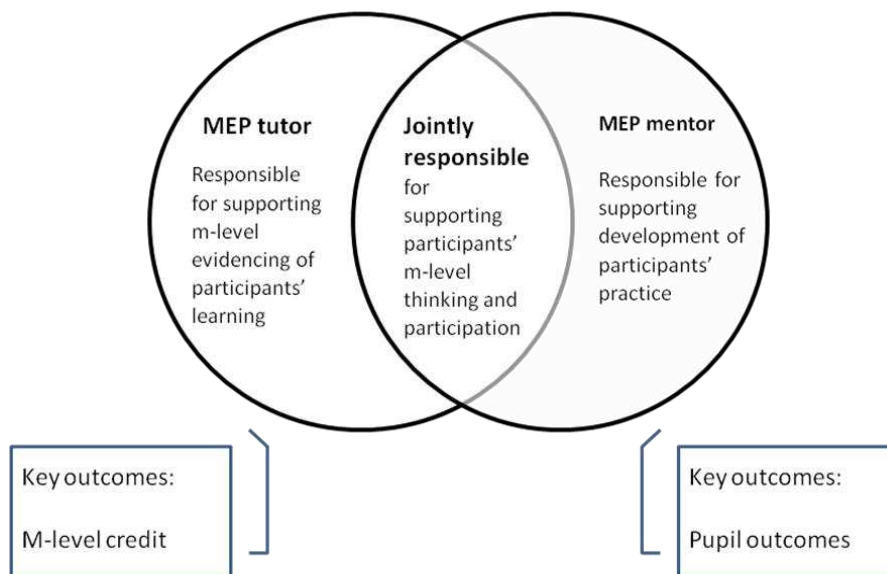 MEP tutor
Responsible
for supporting
m-level
evidencing of
participants’
learning
Jointly
responsible
for
supporting
participants’
m-level
thinking and
participation
MEP mentor
Responsible for
supporting
development of
participants’
practice
Key outcomes:
M-level credit
Key outcomes:
Pupil outcomes